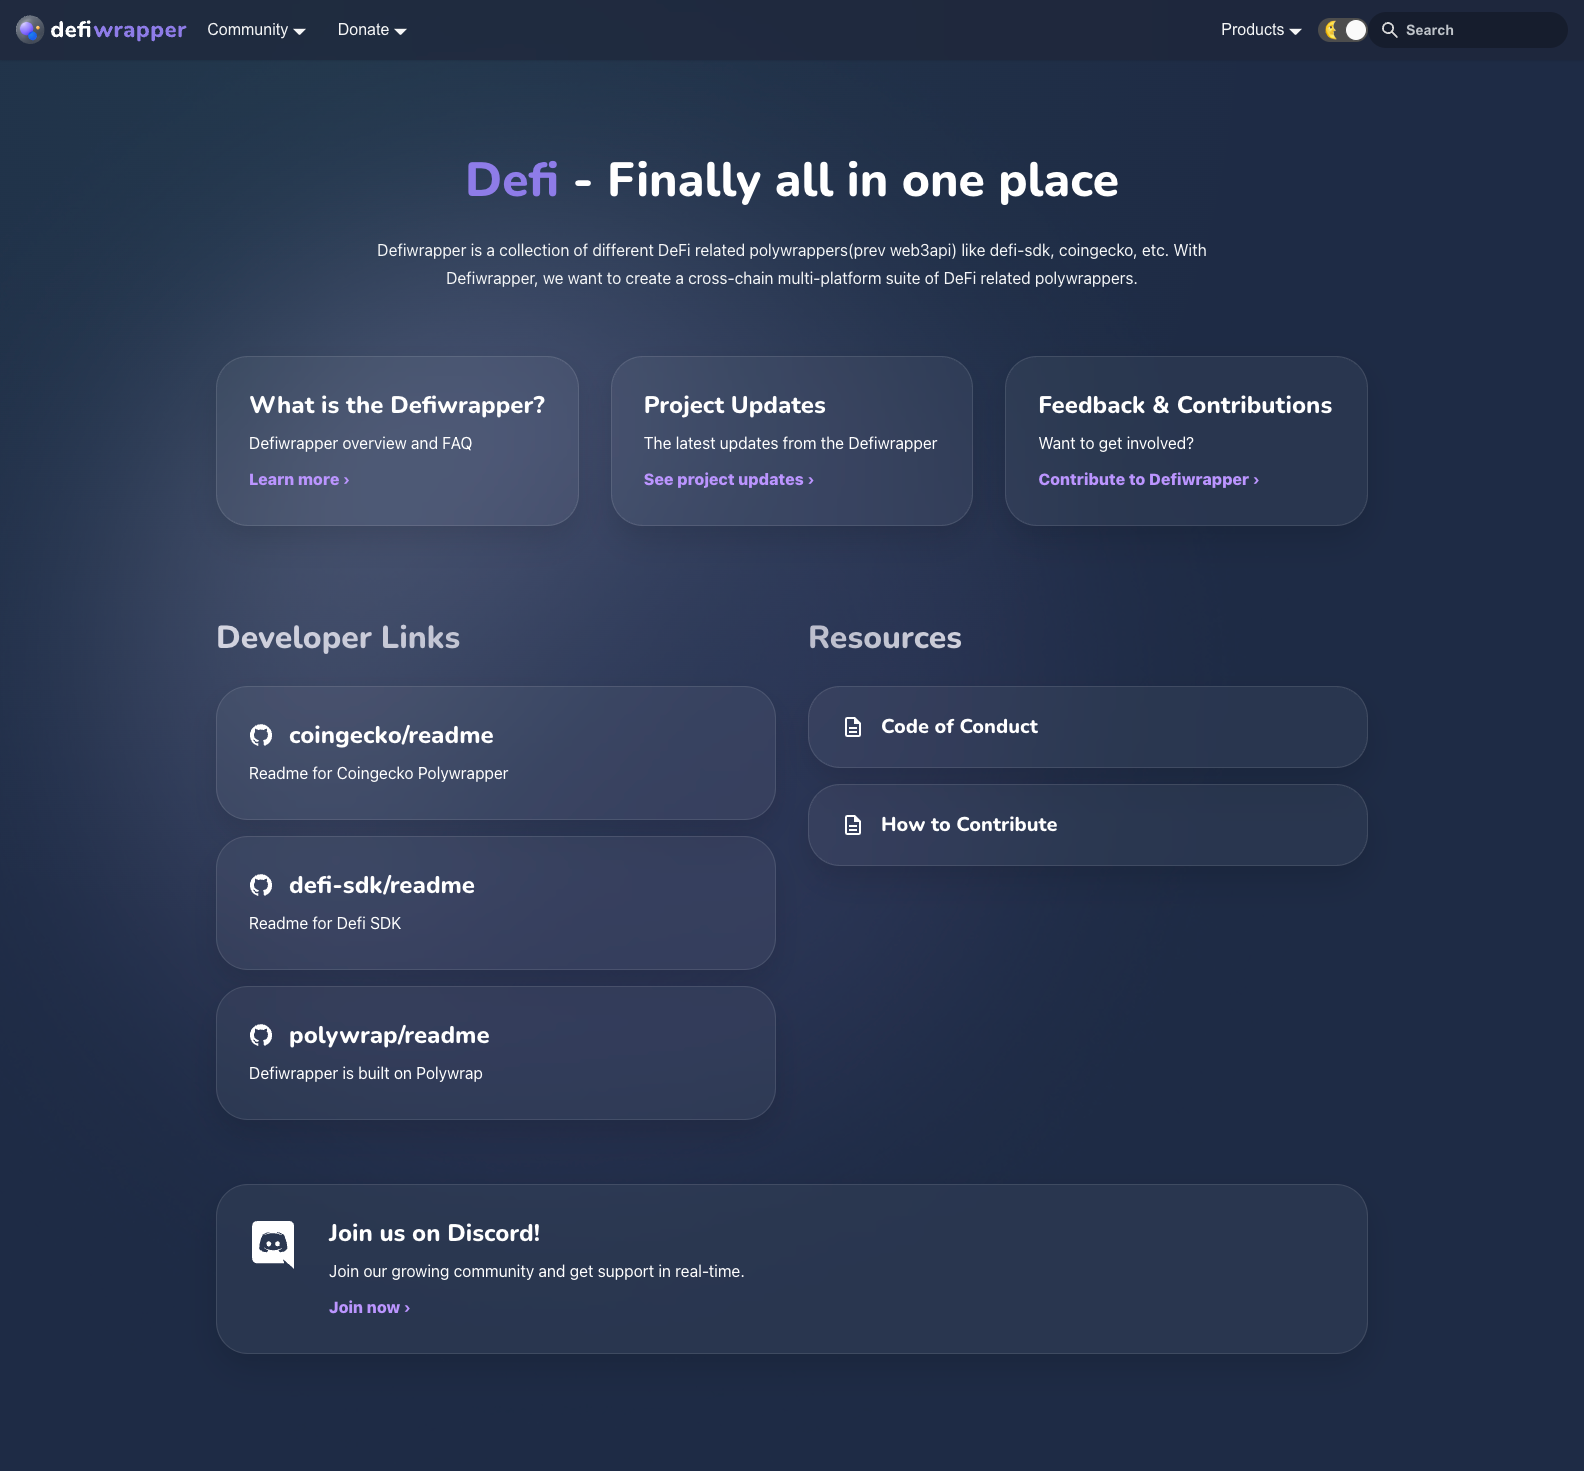 defiwrapper
Community
Donate
Products
Search
Defi - Finally all in one place
Defiwrapper is a collection of different DeFi related polywrappers(prev web3api) like defi-sdk, coingecko, etc. With
Defiwrapper, we want to create a cross-chain multi-platform suite of DeFi related polywrappers.
What is the Defiwrapper?
Defiwrapper overview and FAQ
Learn more ›
Project Updates
The latest updates from the Defiwrapper
See project updates ›
Feedback & Contributions
Want to get involved?
Contribute to Defiwrapper ›
Developer Links
coingecko/readme
Readme for Coingecko Polywrapper
defi-sdk/readme
Readme for Defi SDK
polywrap/readme
Defiwrapper is built on Polywrap
Resources
Code of Conduct
How to Contribute
Join us on Discord!
Join our growing community and get support in real-time.
Join now ›